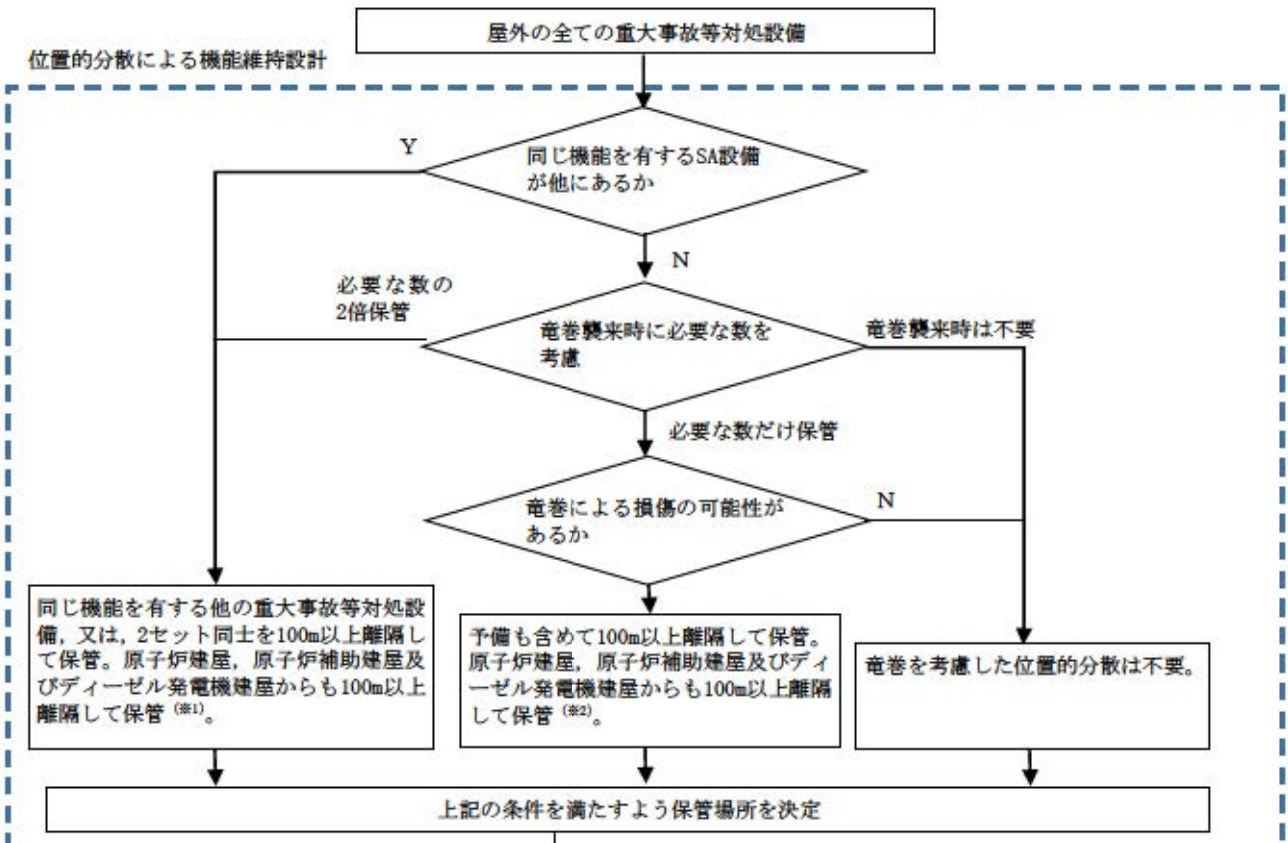 屋外の全ての重大事故等対処設備
位置的分散による機能維持設計
Y
同じ機能を有するSA設備
が他にあるか
N
必要な数の
2倍保管
竜巻襲来時に必要な数を
考慮
竜巻襲来時は不要
必要な数だけ保管
竜巻による損傷の可能性が
あるか
N
同じ機能を有する他の重大事故等対処設
備，又は，2セット同士を100m以上離隔し
て保管。原子炉建屋，原子炉補助建屋及
びディーゼル発電機建屋からも100m以上
離隔して保管（※1）。
予備も含めて100m以上離隔して保管。
原子炉建屋，原子炉補助建屋及びディ
ーゼル発電機建屋からも100m以上離隔
して保管（※2）。
竜巻を考慮した位置的分散は不要。
上記の条件を満たすよう保管場所を決定